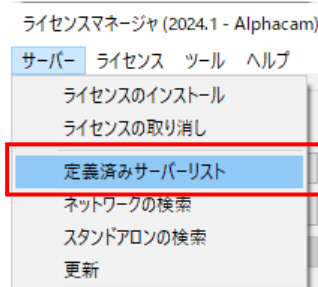 ライセンスマネージャ (2024.1 - Alphacam)
サーバー ライセンス ツール ヘルプ
ライセンスのインストール
ライセンスの取り消し
定義済みサーバーリスト
ネットワークの検索
スタンドアロンの検索
更新